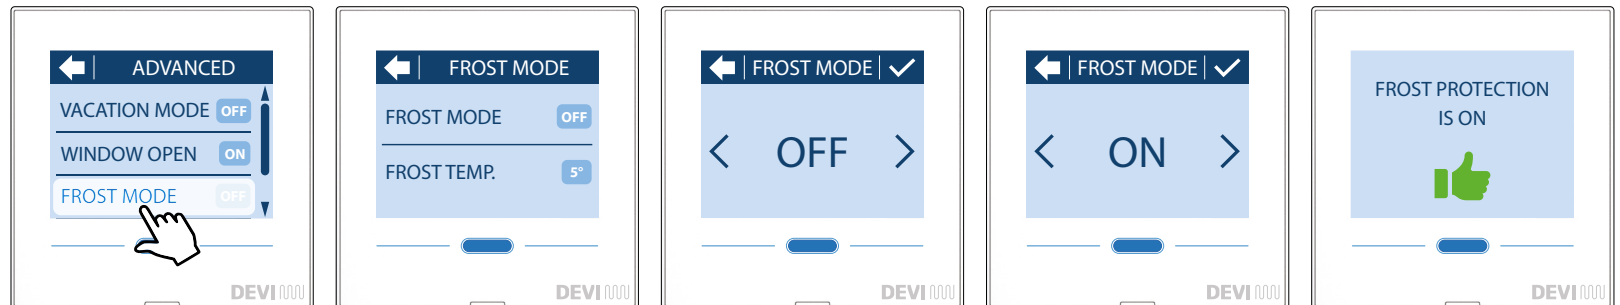 ADVANCED
VACATION MODE OFF
WINDOW OPEN ON
FROST MODE OFF
DEVI
FROST MODE
FROST MODE OFF
FROST TEMP. 5°
DEVI
FROST MODE
OFF
DEVI
FROST MODE
ON
DEVI
FROST PROTECTION
IS ON
DEVI